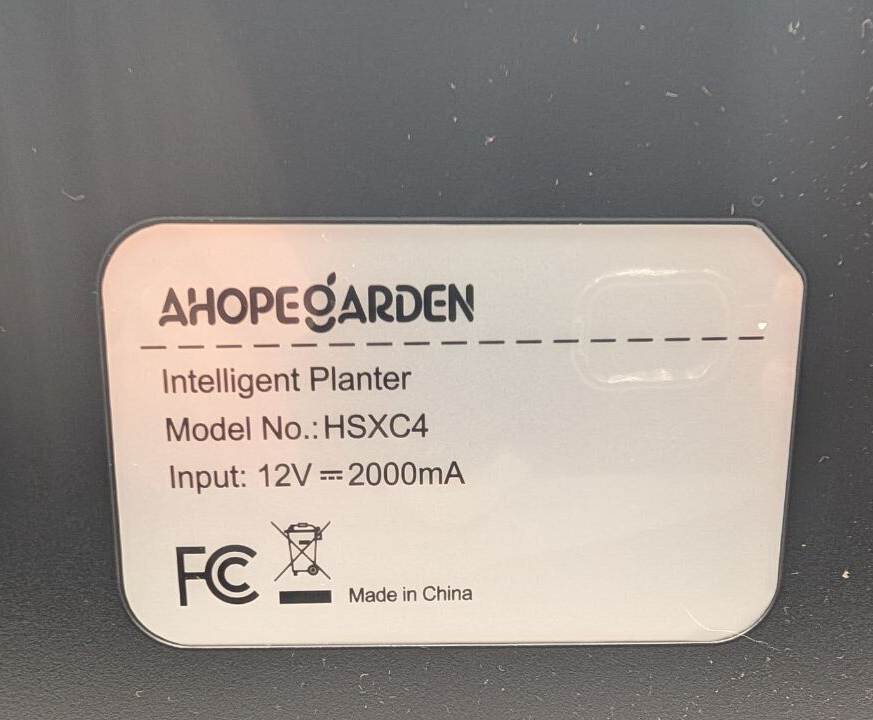 AHOPEGARDEN
Intelligent Planter
Model No.:HSXC4
Input: 12V ⎓ 2000mA
FC
Made in China